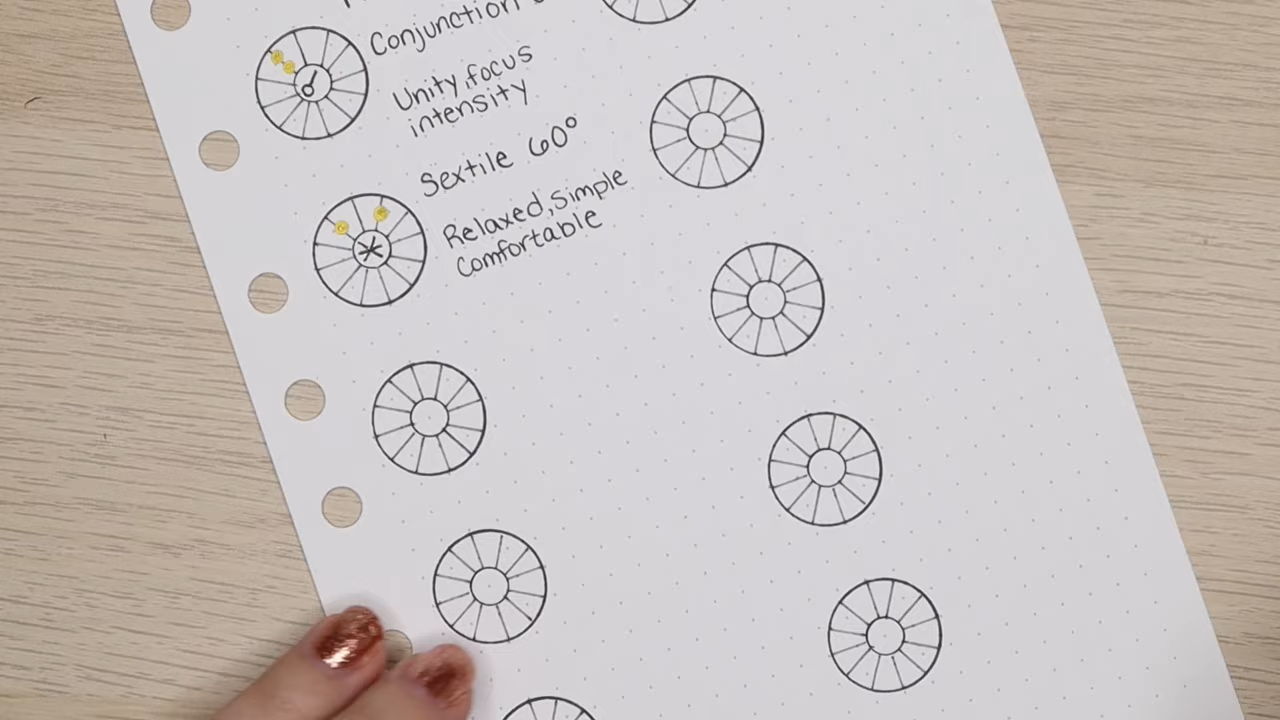 Conjunction
Unity, focus
intensity
Sextile 60°
Relaxed, Simple
Comfortable